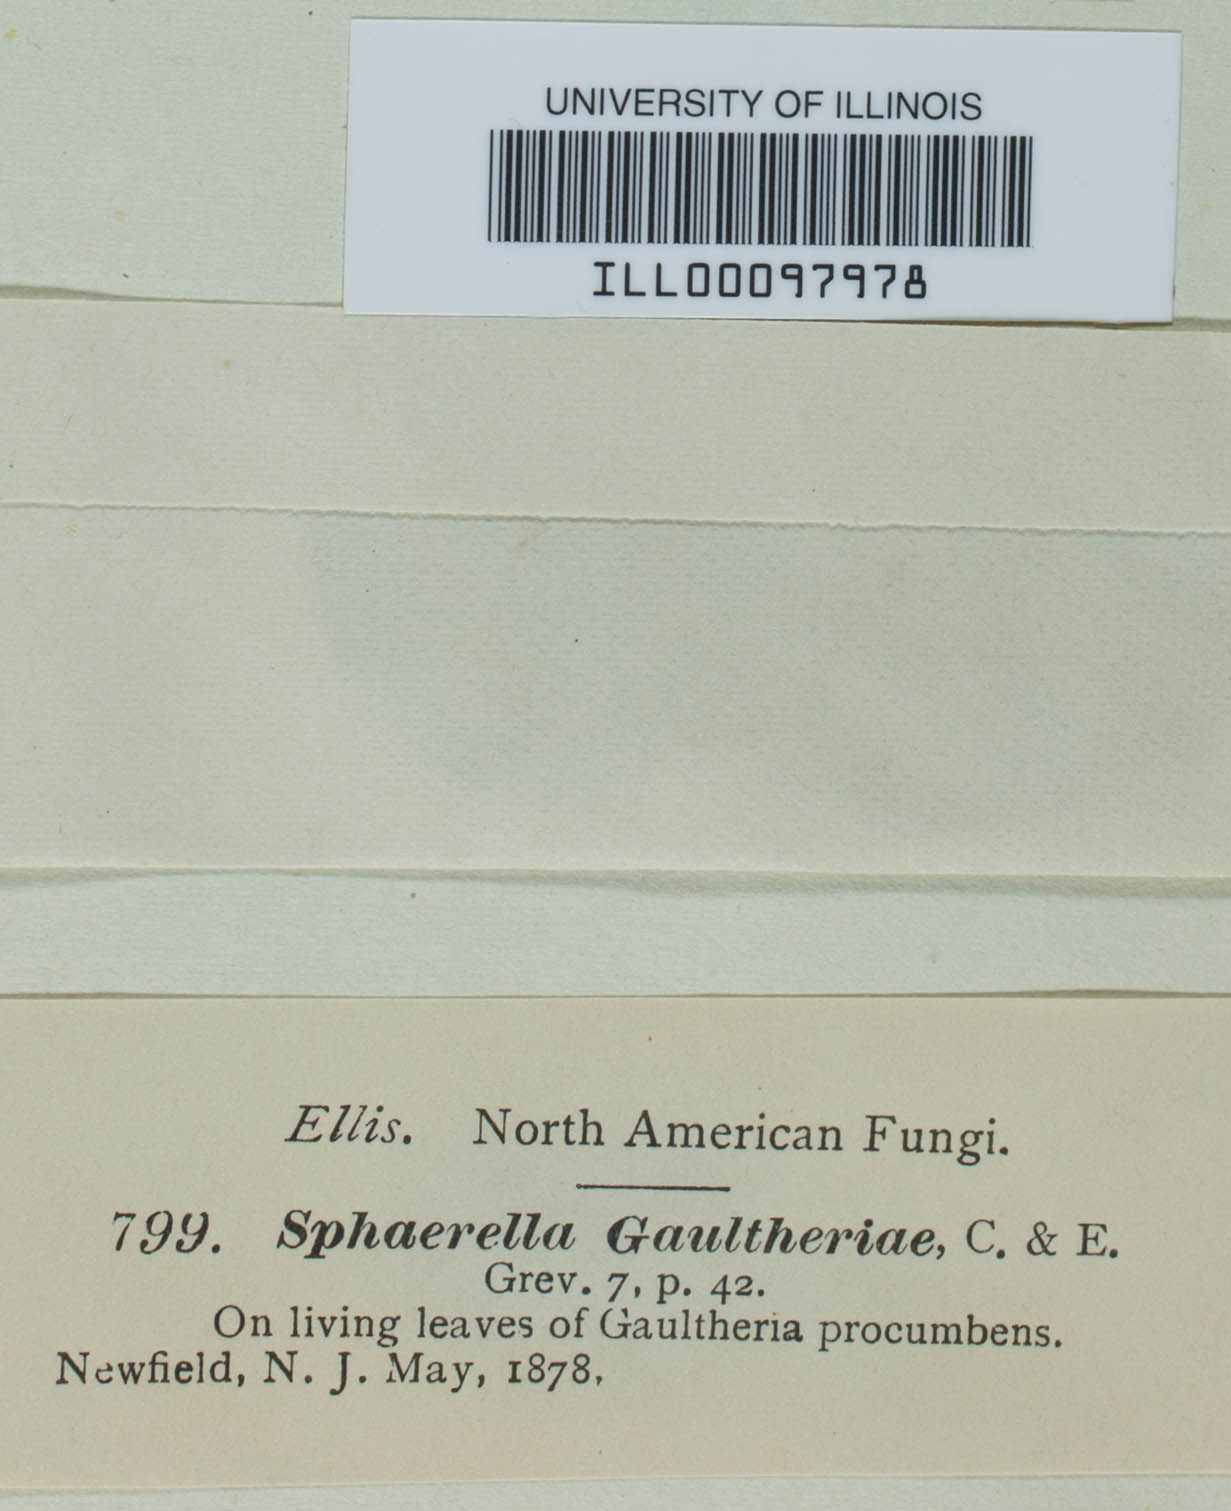 UNIVERSITY OF ILLINOIS
ILL00097978
Ellis. North American Fungi.
799. Sphaerella Gaultheriae, C. & E.
Grev. 7, p. 42.
On living leaves of Gaultheria procumbens.
Newfield, N. J. May, 1878,